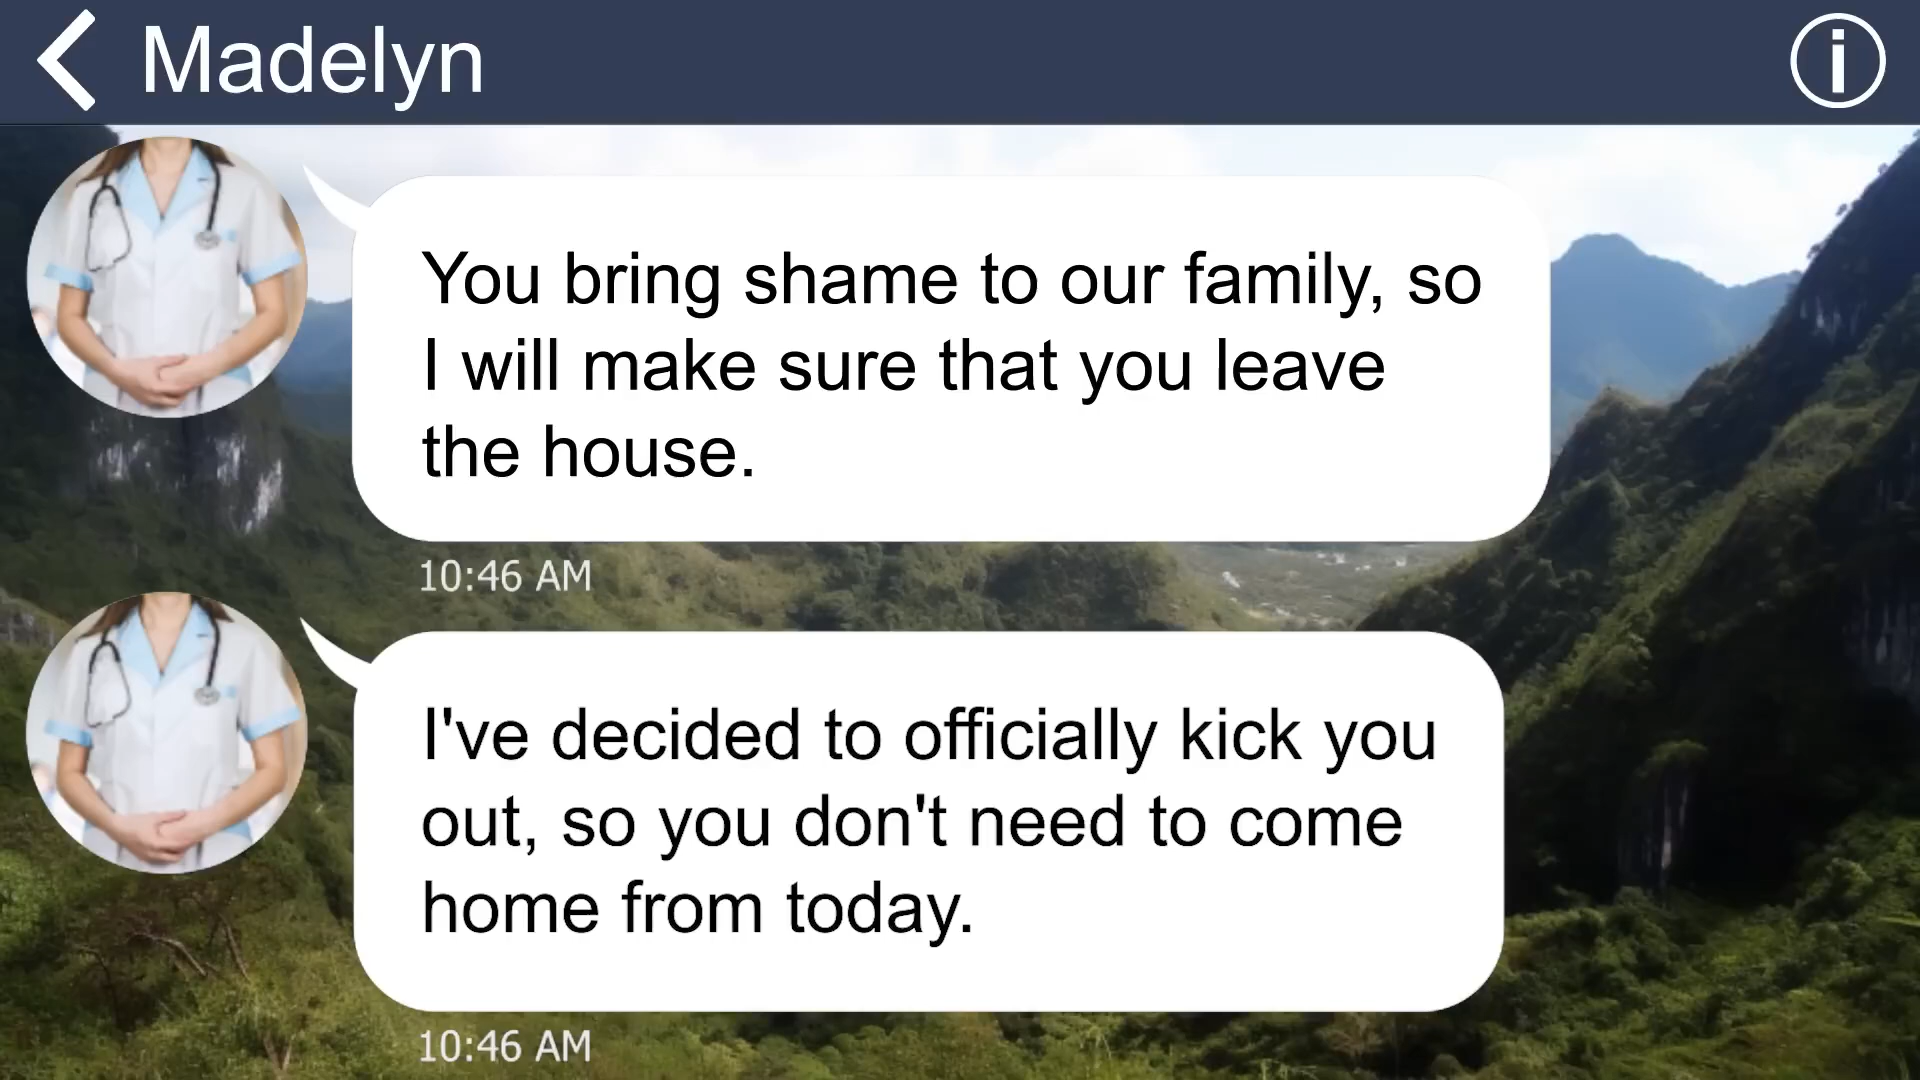 Madelyn
You bring shame to our family, so
I will make sure that you leave
the house.
10:46 AM
I've decided to officially kick you
out, so you don't need to come
home from today.
10:46 AM